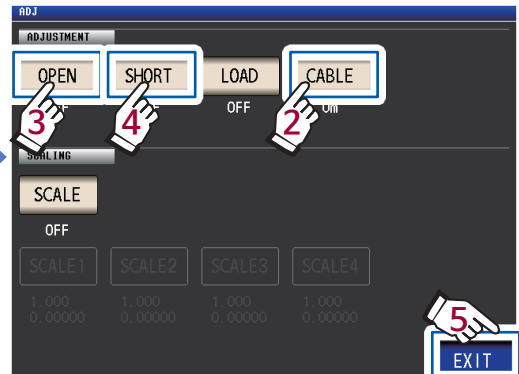 ADJ
ADJUSTMENT
OPEN SHORT LOAD CABLE
OFF 0m
3 4 2
SCALING
SCALE
OFF
SCALE1 SCALE2 SCALE3 SCALE4
1.000 1.000 1.000 1.000
0.00000 0.00000 0.00000 0.00000
5
EXIT